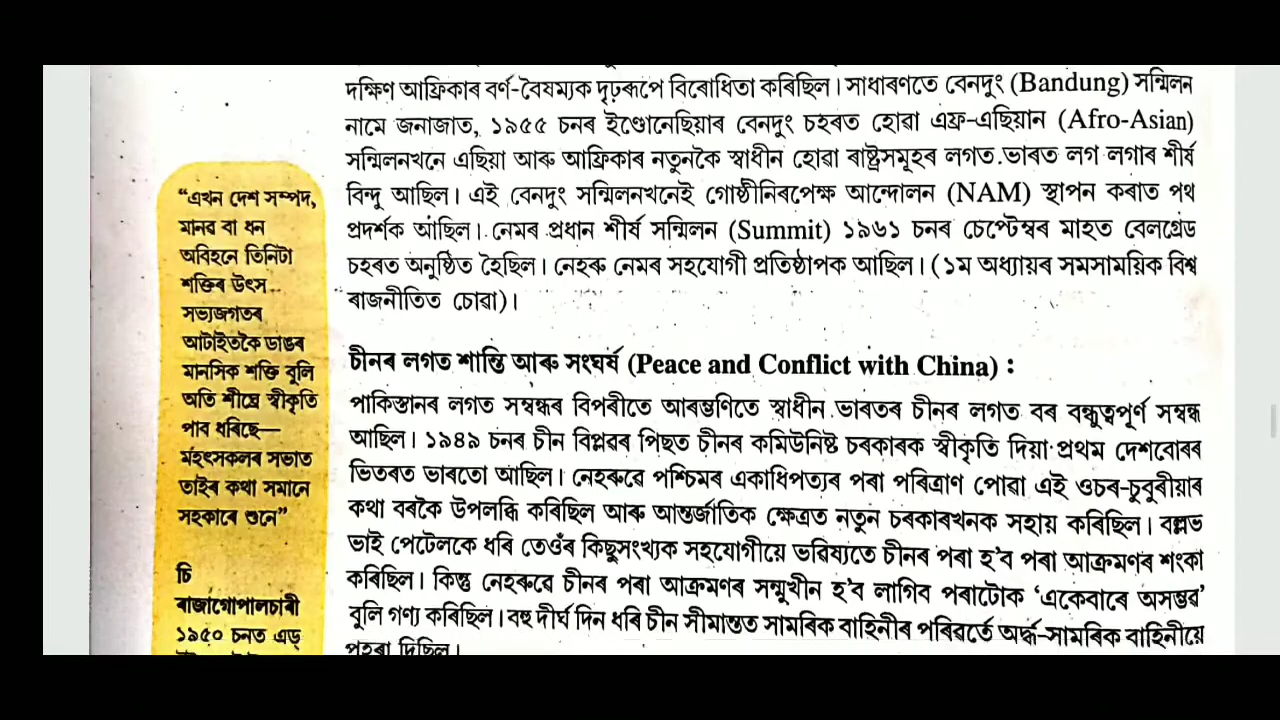 দক্ষিণ আফ্ৰিকাৰ বৰ্ণ-বৈষম্যক দৃঢ়ৰূপে বিৰোধিতা কৰিছিল। সাধাৰণতে বেনদুং (Bandung) সন্মিলন
নামে জনাজাত, ১৯৫৫ চনৰ ইণ্ডোনেছিয়াৰ বেনদুং চহৰত হোৱা এফ্ৰ-এছিয়ান (Afro-Asian)
সন্মিলনখনে এছিয়া আৰু আফ্ৰিকাৰ নতুনকৈ স্বাধীন হোৱা ৰাষ্ট্ৰসমূহৰ লগত ভাৰত লগ লগাৰ শীৰ্ষ
বিন্দু আছিল। এই বেনদুং সন্মিলনখনেই গোষ্ঠীনিৰপেক্ষ আন্দোলন (NAM) স্থাপন কৰাত পথ
প্ৰদৰ্শক আছিল। নেমৰ প্ৰধান শীৰ্ষ সন্মিলন (Summit) ১৯৬১ চনৰ চেপ্টেম্বৰ মাহত বেলগ্ৰেড
চহৰত অনুষ্ঠিত হৈছিল। নেহৰু নেমৰ সহযোগী প্ৰতিষ্ঠাপক আছিল। (১ম অধ্যায়ৰ সমসাময়িক বিশ্ব
ৰাজনীতিত চোৱা)।
চীনৰ লগত শান্তি আৰু সংঘৰ্ষ (Peace and Conflict with China) :
পাকিস্তানৰ লগত সম্বন্ধৰ বিপৰীতে আৰম্ভণিতে স্বাধীন ভাৰতৰ চীনৰ লগত বৰ বন্ধুত্বপূৰ্ণ সম্বন্ধ
আছিল। ১৯৪৯ চনৰ চীন বিপ্লৱৰ পিছত চীনৰ কমিউনিষ্ট চৰকাৰক স্বীকৃতি দিয়া প্ৰথম দেশবোৰৰ
ভিতৰত ভাৰতো আছিল। নেহৰুৱে পশ্চিমৰ একাধিপত্যৰ পৰা পৰিত্ৰাণ পোৱা এই ওচৰ-চুবুৰীয়াৰ
কথা বৰকৈ উপলব্ধি কৰিছিল আৰু আন্তৰ্জাতিক ক্ষেত্ৰত নতুন চৰকাৰখনক সহায় কৰিছিল। বল্লভ
ভাই পেটেলকে ধৰি তেওঁৰ কিছুসংখ্যক সহযোগীয়ে ভৱিষ্যতে চীনৰ পৰা হ'ব পৰা আক্ৰমণৰ শংকা
কৰিছিল। কিন্তু নেহৰুৱে চীনৰ পৰা আক্ৰমণৰ সন্মুখীন হ'ব লাগিব পৰাটোক ‘একেবাৰে অসম্ভৱ’
বুলি গণ্য কৰিছিল। বহু দীৰ্ঘ দিন ধৰি চীন সীমান্তত সামৰিক বাহিনীৰ পৰিৱৰ্তে অৰ্দ্ধ-সামৰিক বাহিনীয়ে
পহৰা দিছিল।
“এখন দেশ সম্পদ,
মানৱ বা ধন
অবিহনে তিনিটা
শক্তিৰ উৎস..
সভ্যজগতৰ
আটাইতকৈ ডাঙৰ
মানসিক শক্তি বুলি
অতি শীঘ্ৰে স্বীকৃতি
পাব ধৰিছে—
মহৎসকলৰ সভাত
তাইৰ কথা সমানে
সহকাৰে শুনে”
চি
ৰাজাগোপালচাৰী
১৯৫০ চনত এড্